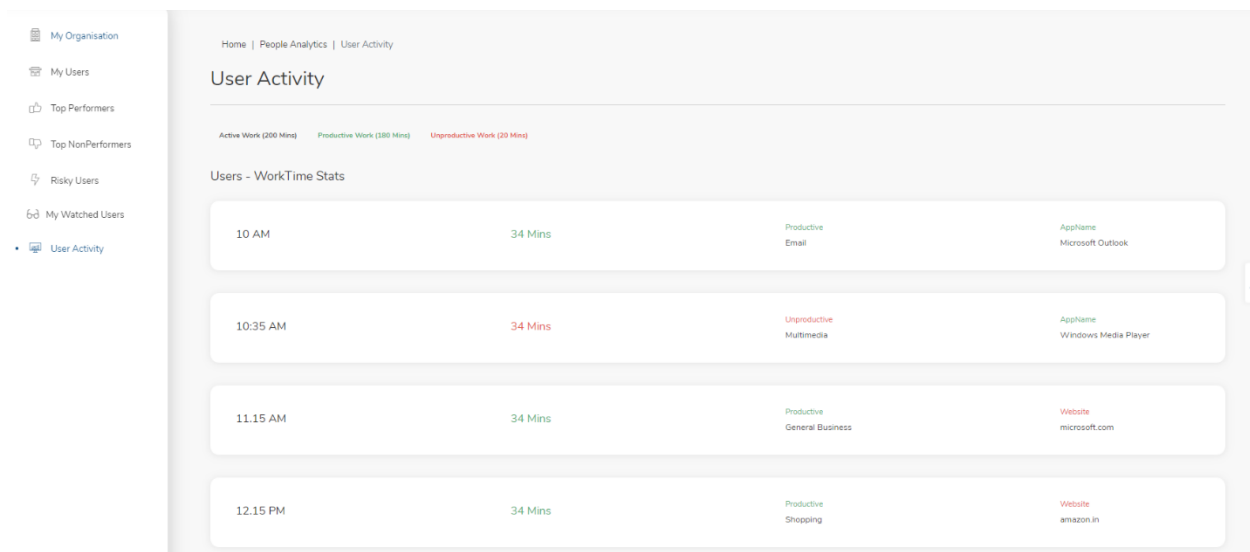 My Organisation
My Users
Top Performers
Top NonPerformers
Risky Users
My Watched Users
User Activity
Home | People Analytics | User Activity
User Activity
Active Work (200 Mins) Productive Work (180 Mins) Unproductive Work (20 Mins)
Users - WorkTime Stats
10 AM 34 Mins Productive AppName
Email Microsoft Outlook
10:35 AM 34 Mins Unproductive AppName
Multimedia Windows Media Player
11.15 AM 34 Mins Productive Website
General Business microsoft.com
12.15 PM 34 Mins Productive Website
Shopping amazon.in